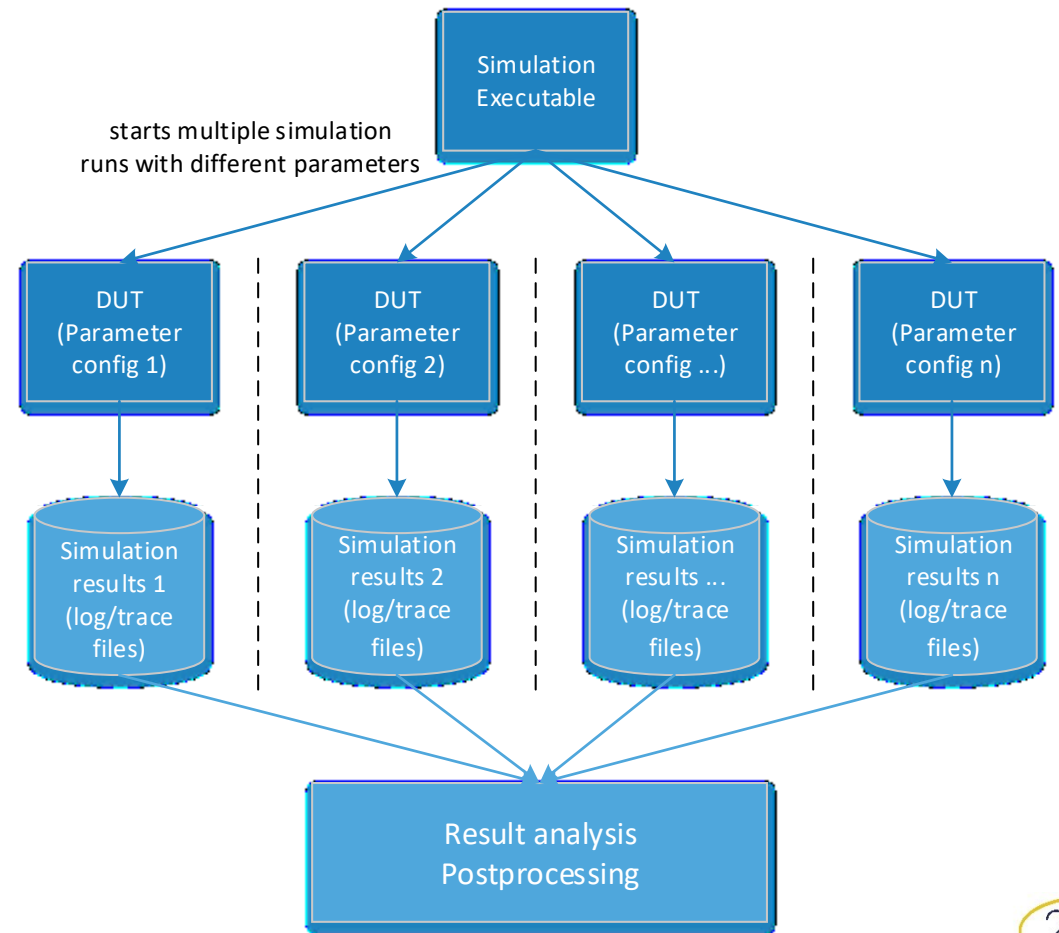 Simulation
Executable
starts multiple simulation
runs with different parameters
DUT
(Parameter
config 1)
DUT
(Parameter
config 2)
DUT
(Parameter
config ...)
DUT
(Parameter
config n)
Simulation
results 1
(log/trace
files)
Simulation
results 2
(log/trace
files)
Simulation
results ...
(log/trace
files)
Simulation
results n
(log/trace
files)
Result analysis
Postprocessing